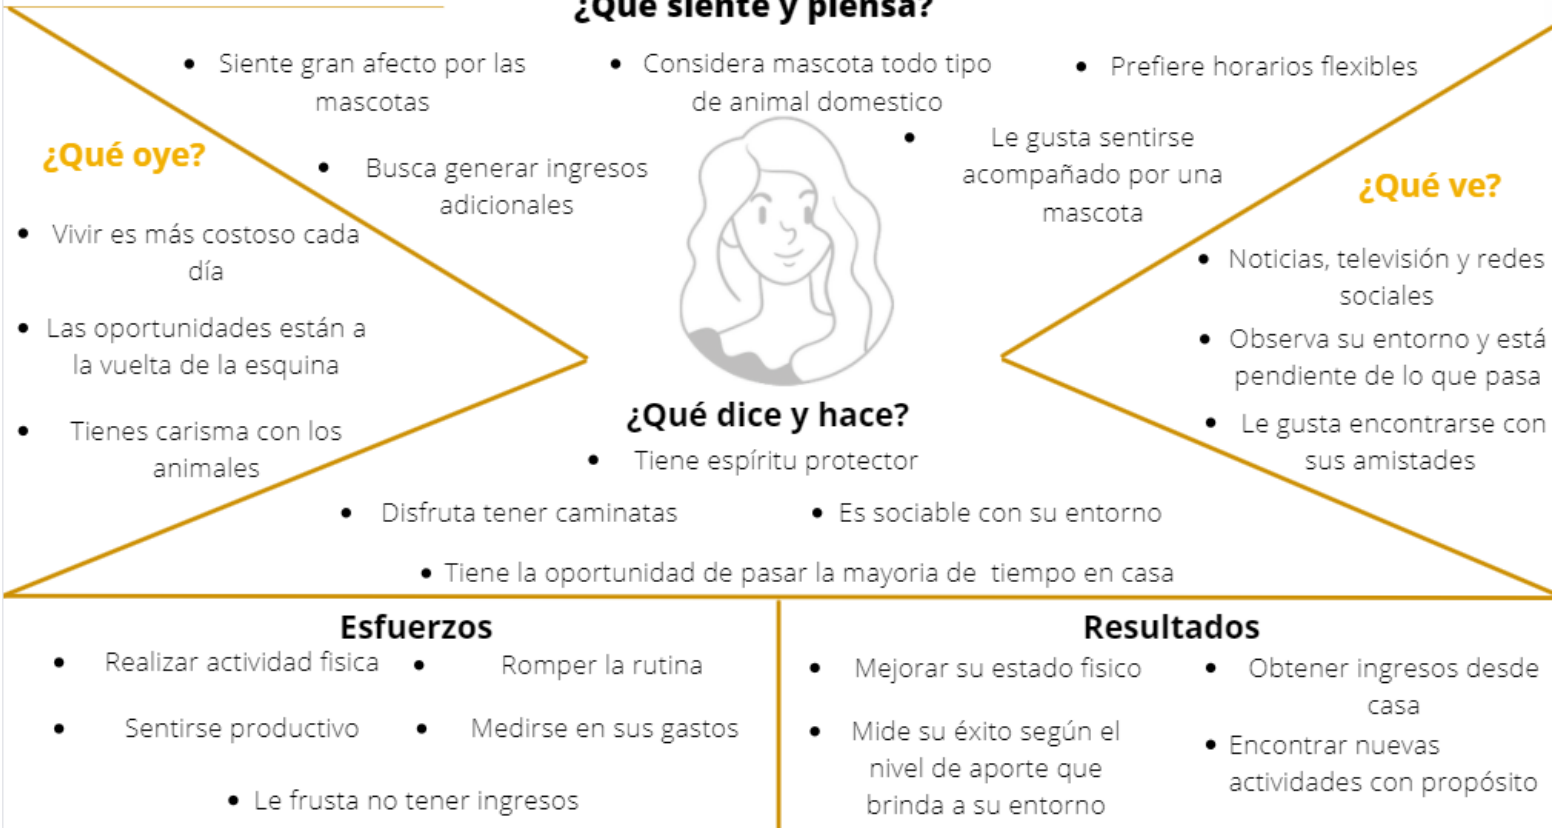 ¿Qué siente y piensa?
Siente gran afecto por las
mascotas
Considera mascota todo tipo
de animal domestico
Prefiere horarios flexibles
Busca generar ingresos
adicionales
Le gusta sentirse
acompañado por una
mascota
¿Qué oye?
Vivir es más costoso cada
día
Las oportunidades están a
la vuelta de la esquina
Tienes carisma con los
animales
¿Qué ve?
Noticias, televisión y redes
sociales
Observa su entorno y está
pendiente de lo que pasa
Le gusta encontrarse con
sus amistades
¿Qué dice y hace?
Tiene espíritu protector
Disfruta tener caminatas
Es sociable con su entorno
Tiene la oportunidad de pasar la mayoria de tiempo en casa
Esfuerzos
Realizar actividad fisica
Romper la rutina
Sentirse productivo
Medirse en sus gastos
Le frusta no tener ingresos
Resultados
Mejorar su estado fisico
Obtener ingresos desde
casa
Mide su éxito según el
nivel de aporte que
brinda a su entorno
Encontrar nuevas
actividades con propósito